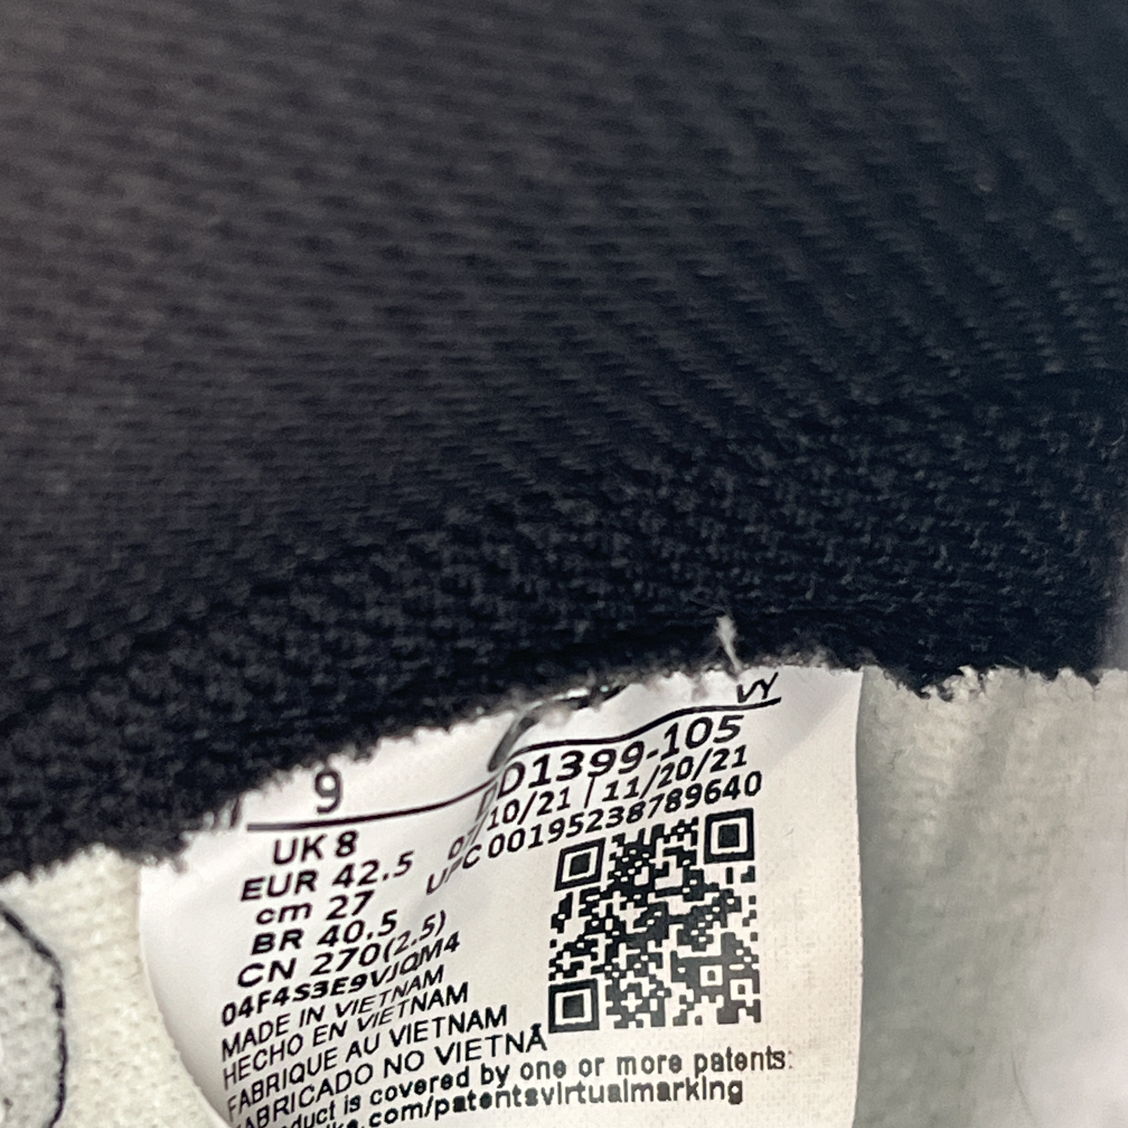 VY
9
UK 8
EUR 42.5
cm 27
BR 40.5
CN 270(2.5)
04F4S3E9VJQM4
MADE IN VIETNAM
HECHO EN VIETNAM
FABRIQUE AU VIETNAM
FABRICADO NO VIETNÃ
D1399-105
/10/21 | 11/20/21
UPC 00195238789640
duct is covered by one or more patents.
ke.com/patentsvirtualmarking